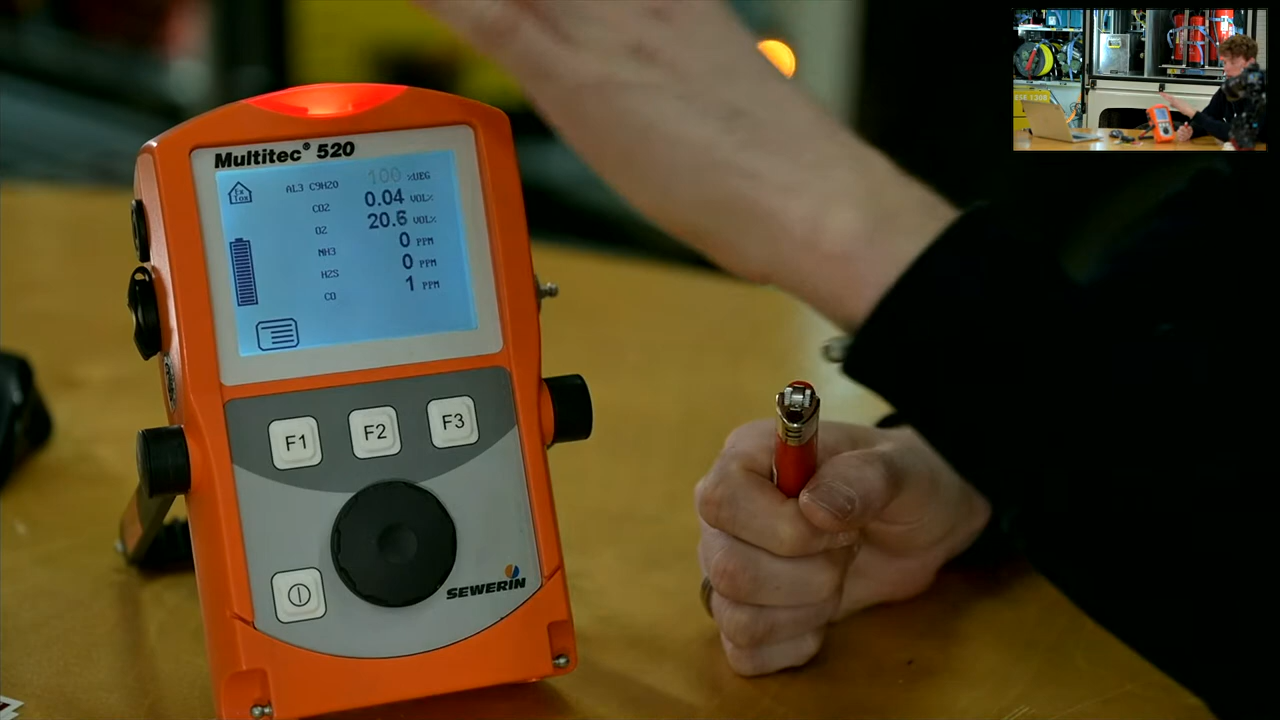 Multitec® 520
Ex Tox
AL3 C9H20 100 %UEG
CO2 0.04 VOL%
O2 20.6 VOL%
NH3 0 PPM
H2S 0 PPM
CO 1 PPM
F1 F2 F3
SEWERIN